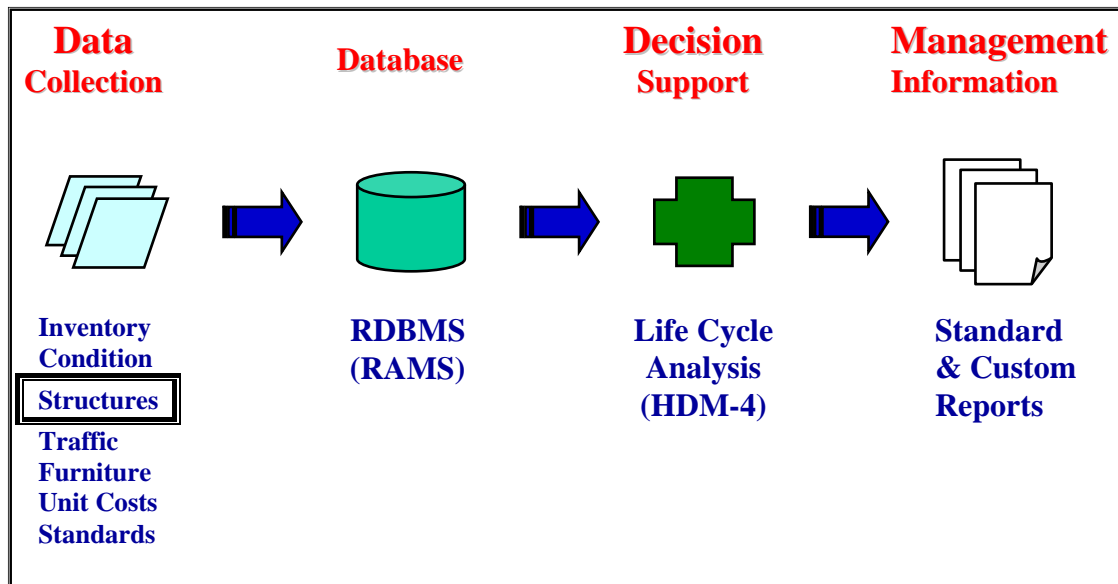 Data
Collection
Database
Decision
Support
Management
Information
Inventory
Condition
Structures
Traffic
Furniture
Unit Costs
Standards
RDBMS
(RAMS)
Life Cycle
Analysis
(HDM-4)
Standard
& Custom
Reports